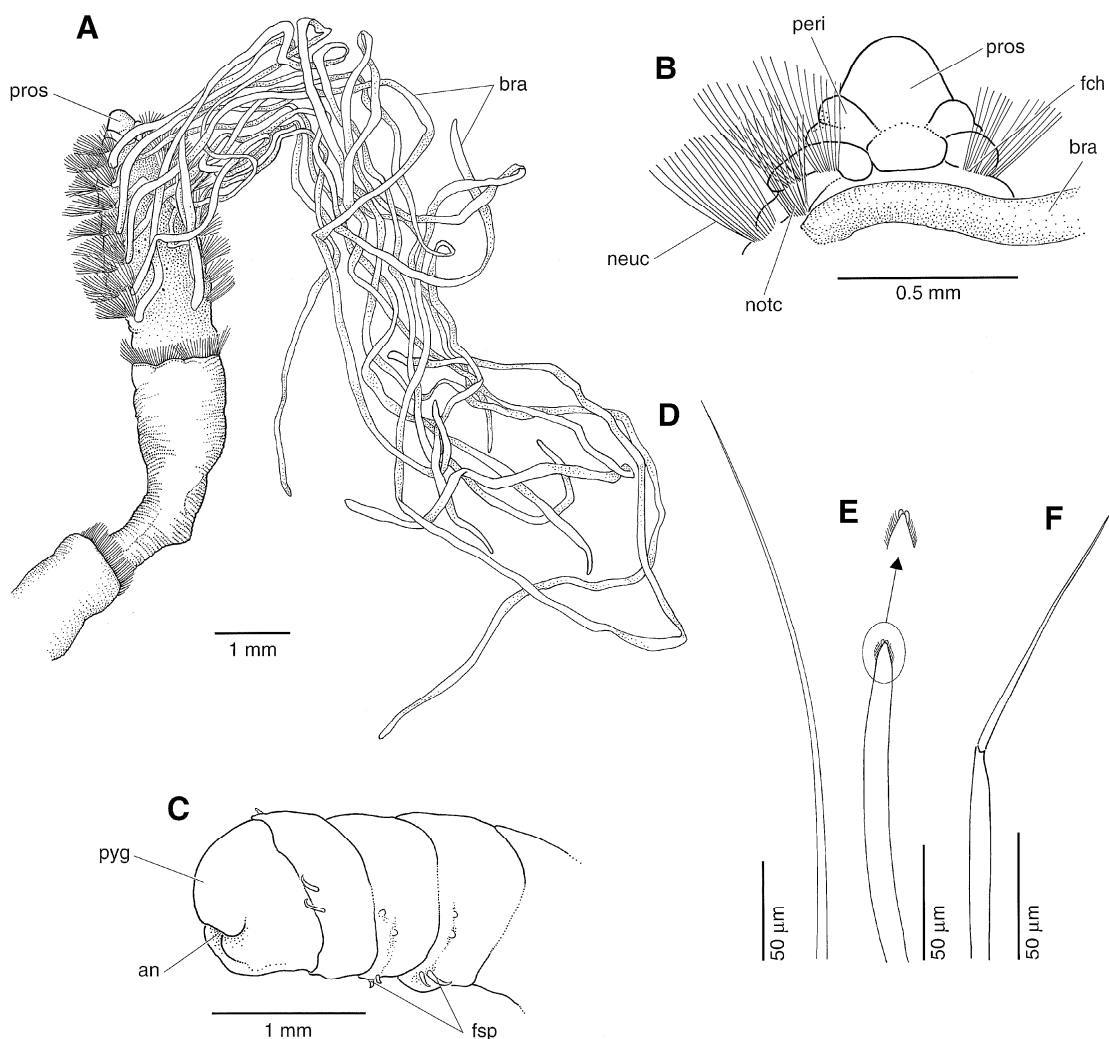 A
pros
bra
1 mm
B
peri
pros
fch
bra
neuc
notc
0.5 mm
C
pyg
an
fsp
1 mm
D
50 µm
E
50 µm
F
50 µm